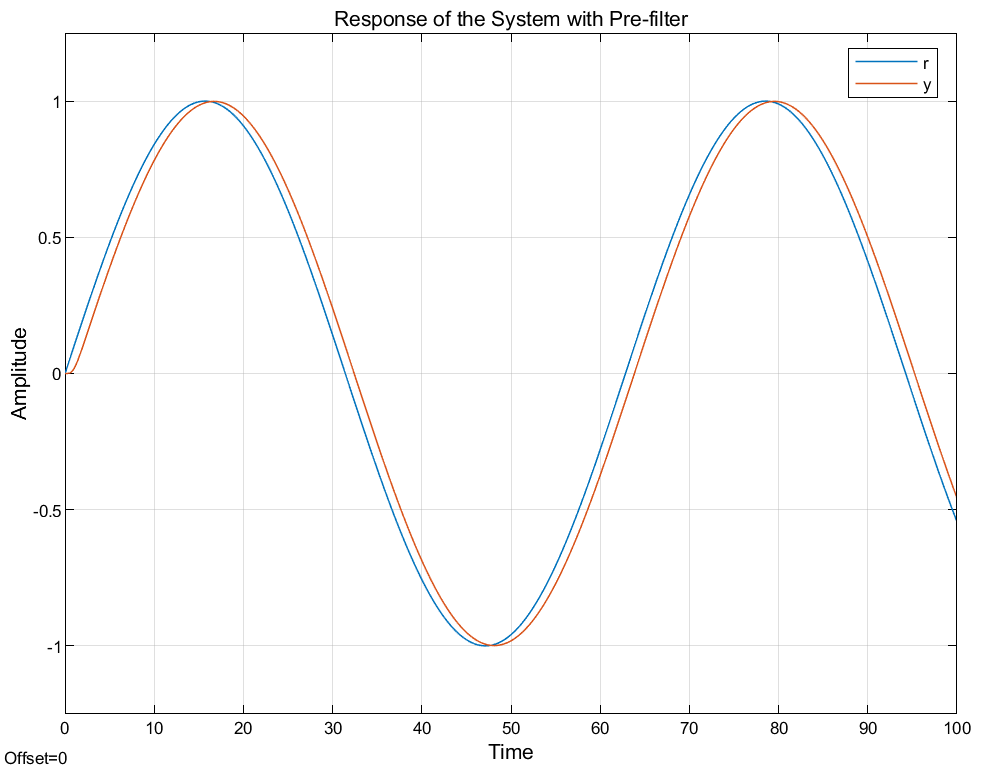 Response of the System with Pre-filter
r
y
1
0.5
0
-0.5
-1
Amplitude
0 10 20 30 40 50 60 70 80 90 100
Time
Offset=0